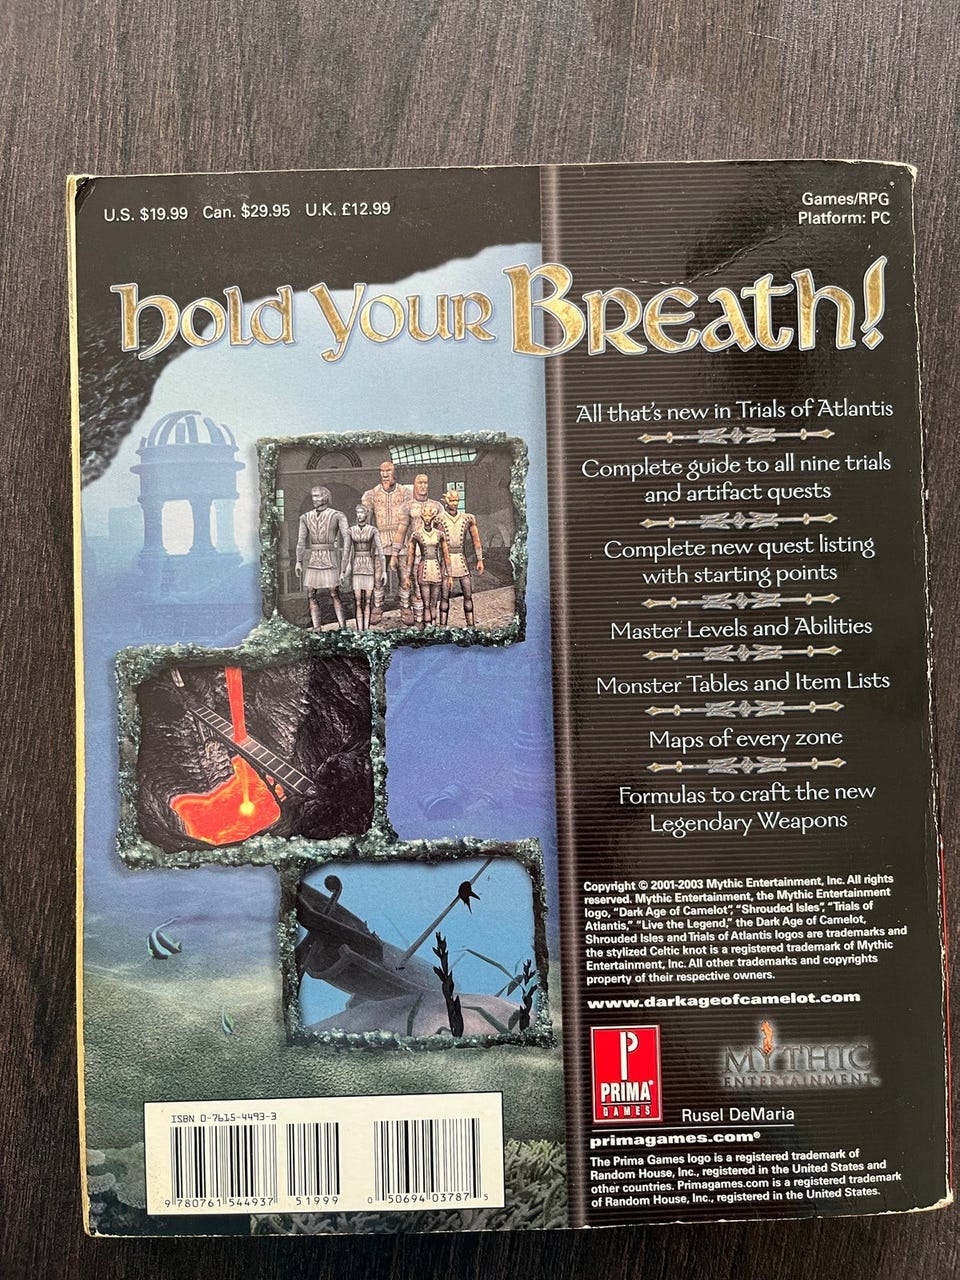 U.S. $19.99 Can. $29.95 U.K. £12.99
Games/RPG
Platform: PC
Hold Your Breath!
All that's new in Trials of Atlantis
Complete guide to all nine trials
and artifact quests
Complete new quest listing
with starting points
Master Levels and Abilities
Monster Tables and Item Lists
Maps of every zone
Formulas to craft the new
Legendary Weapons
Copyright © 2001-2003 Mythic Entertainment, Inc. All rights
reserved. Mythic Entertainment, the Mythic Entertainment
logo, "Dark Age of Camelot", "Shrouded Isles", "Trials of
Atlantis," "Live the Legend," the Dark Age of Camelot,
Shrouded Isles and Trials of Atlantis logos are trademarks and
the stylized Celtic knot is a registered trademark of Mythic
Entertainment, Inc. All other trademarks and copyrights
property of their respective owners.
www.darkageofcamelot.com
P
PRIMA®
GAMES
MYTHIC
ENTERTAINMENT™
Rusel DeMaria
primagames.com®
The Prima Games logo is a registered trademark of
Random House, Inc., registered in the United States and
other countries. Primagames.com is a registered trademark
of Random House, Inc., registered in the United States.
ISBN 0-7615-4493-3
9 780761 544937
51999
0 50694 03787 5